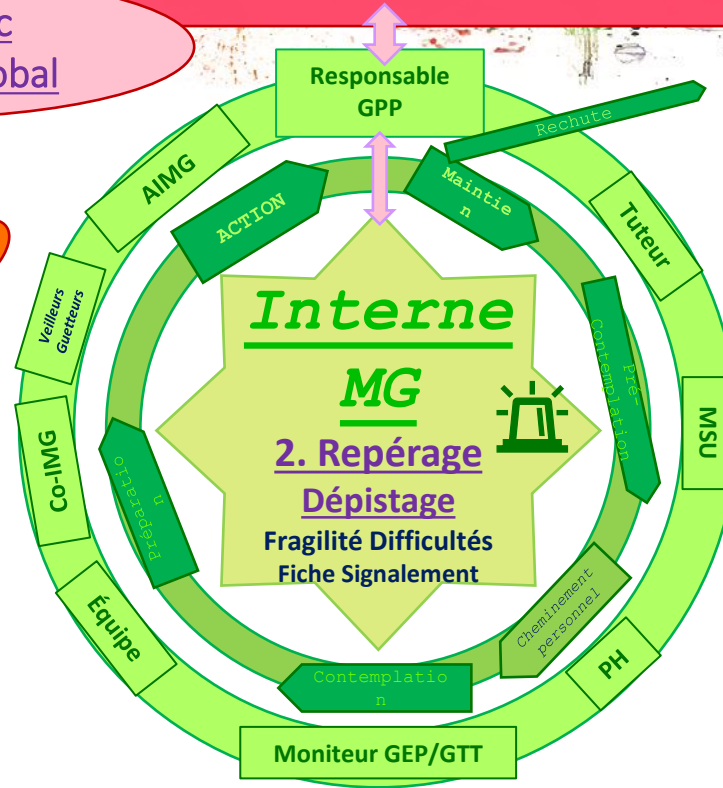 c
obal
Responsable
GPP
Rechute
AIMG
ACTION
Maintie
n
Tuteur
Veilleurs
Guetteurs
Interne
MG
Pré-
Contemplation
MSU
2. Repérage
Dépistage
Co-IMG
Préparatio
n
Fragilité Difficultés
Fiche Signalement
Cheminement
personnel
Équipe
PH
Contemplatio
n
Moniteur GEP/GTT